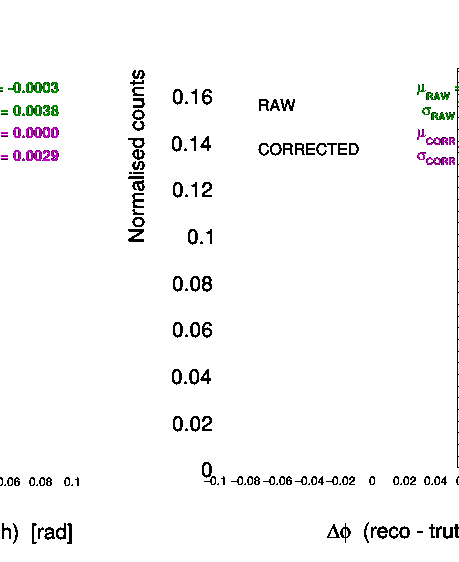 = -0.0003
= 0.0038
= 0.0000
= 0.0029
0.06 0.08 0.1
h) [rad]
Normalised counts
0.16
0.14
0.12
0.1
0.08
0.06
0.04
0.02
0
RAW
CORRECTED
μRAW =
σRAW
μCORR
σCORR
-0.1 -0.08 -0.06 -0.04 -0.02 0 0.02 0.04 0
Δϕ (reco - trut